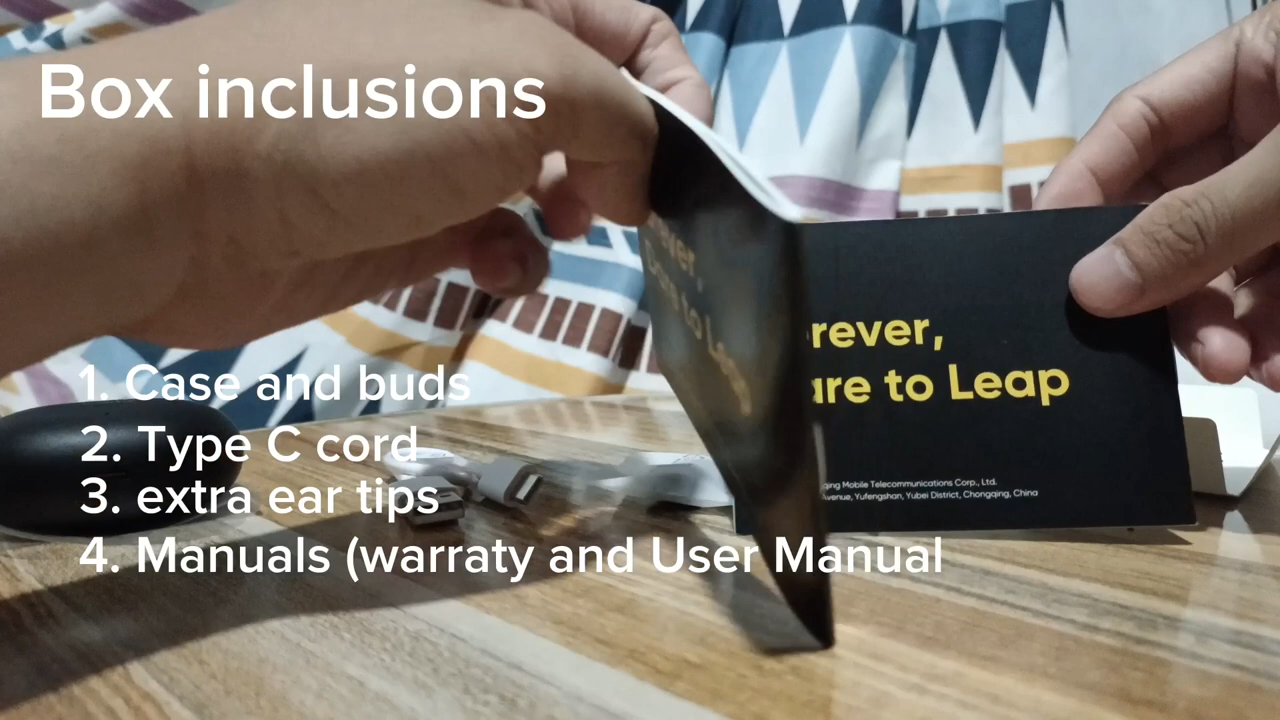 Box inclusions
1. Case and buds
2. Type C cord
3. extra ear tips
4. Manuals (warraty and User Manual
rever,
are to Leap
Mobile Telecommunications Corp., Ltd.
Avenue, Yufengshan, Yubei District, Chongqing, China